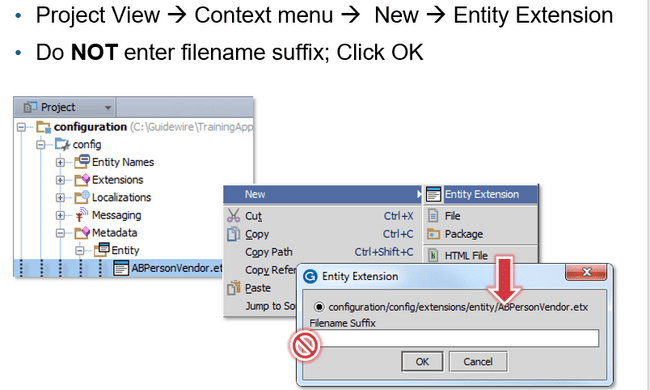 • Project View → Context menu → New → Entity Extension
• Do NOT enter filename suffix; Click OK
Project
configuration (C:\Guidewire\TrainingApp
config
Entity Names
Extensions
Localizations
Messaging
Metadata
Entity
ABPersonVendor.et
New
Cut Ctrl+X
Copy Ctrl+C
Copy Path Ctrl+Shift+C
Copy Refer
Paste
Jump to So
Entity Extension
File
Package
HTML File
Entity Extension
configuration/config/extensions/entity/ABPersonVendor.etx
Filename Suffix
OK Cancel